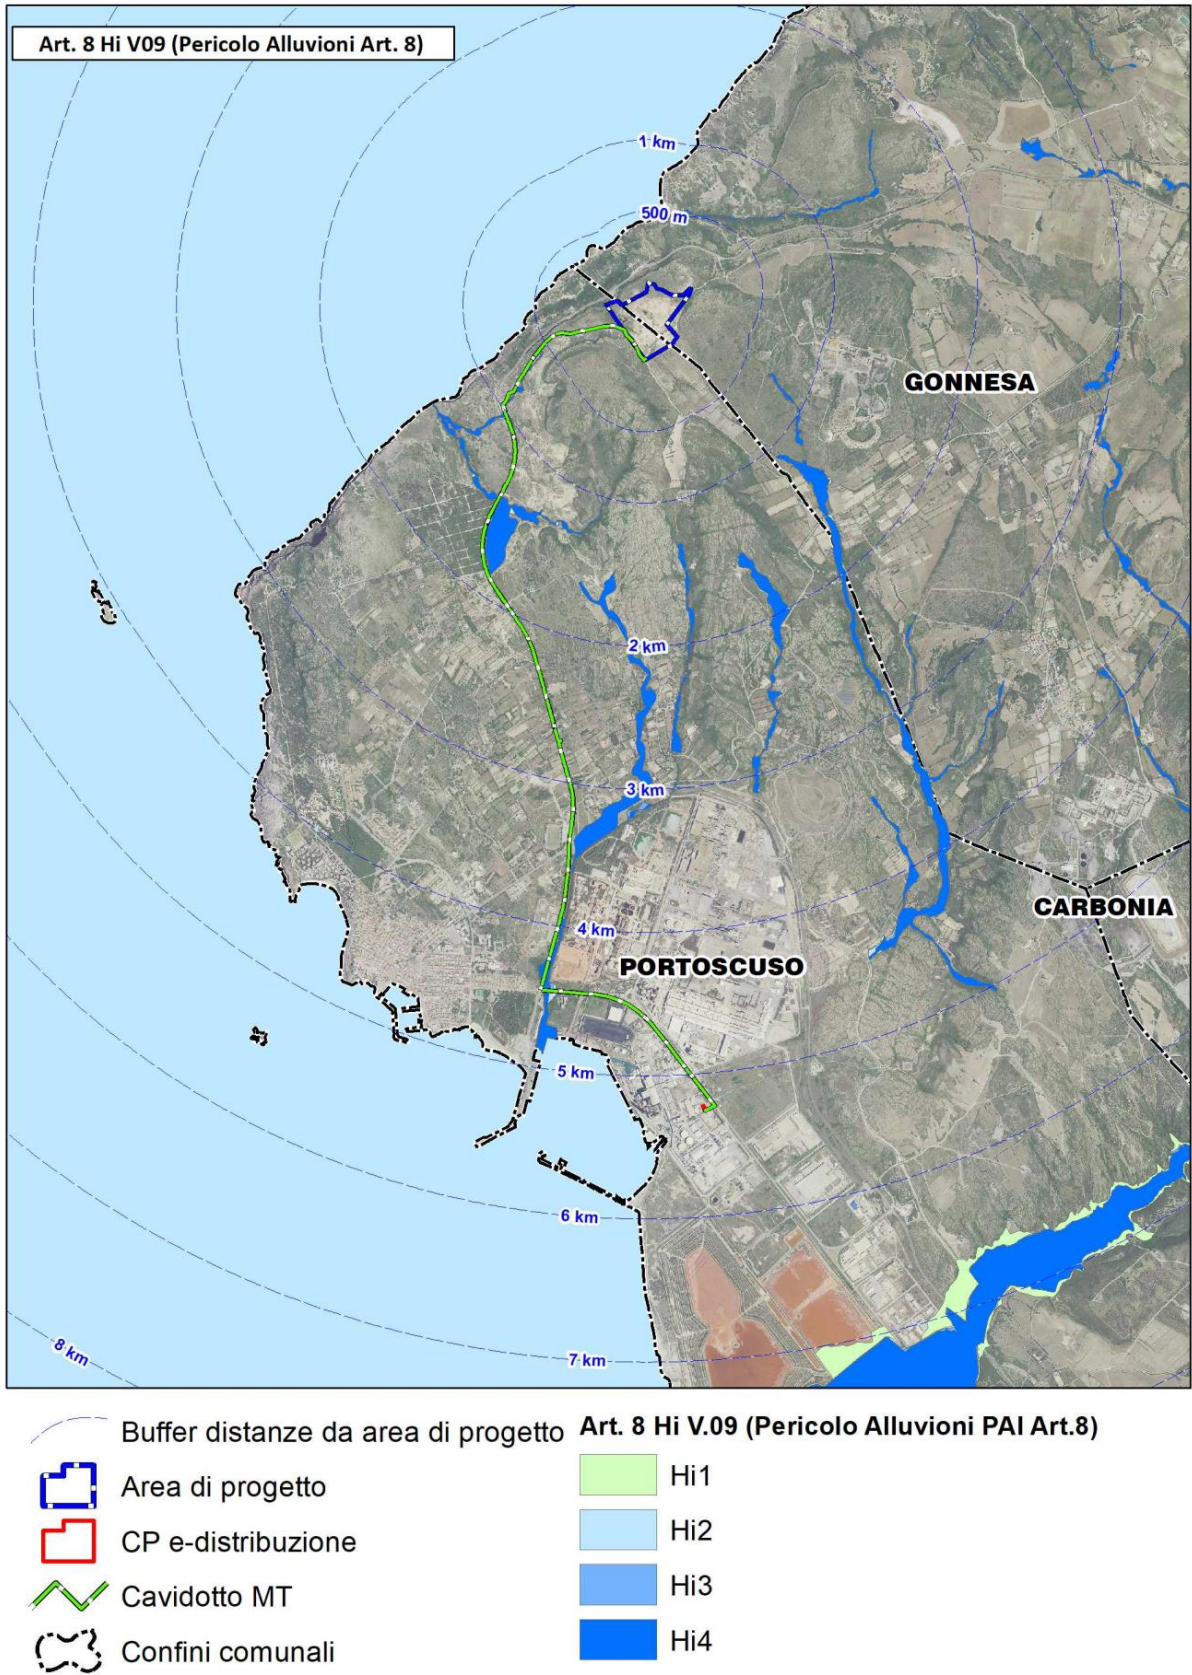 Art. 8 Hi V09 (Pericolo Alluvioni Art. 8)
1 km
500 m
GONNESA
2 km
3 km
CARBONIA
4 km
PORTOSCUSO
5 km
6 km
8 km
7 km
Buffer distanze da area di progetto
Area di progetto
CP e-distribuzione
Cavidotto MT
Confini comunali
Art. 8 Hi V.09 (Pericolo Alluvioni PAI Art.8)
Hi1
Hi2
Hi3
Hi4